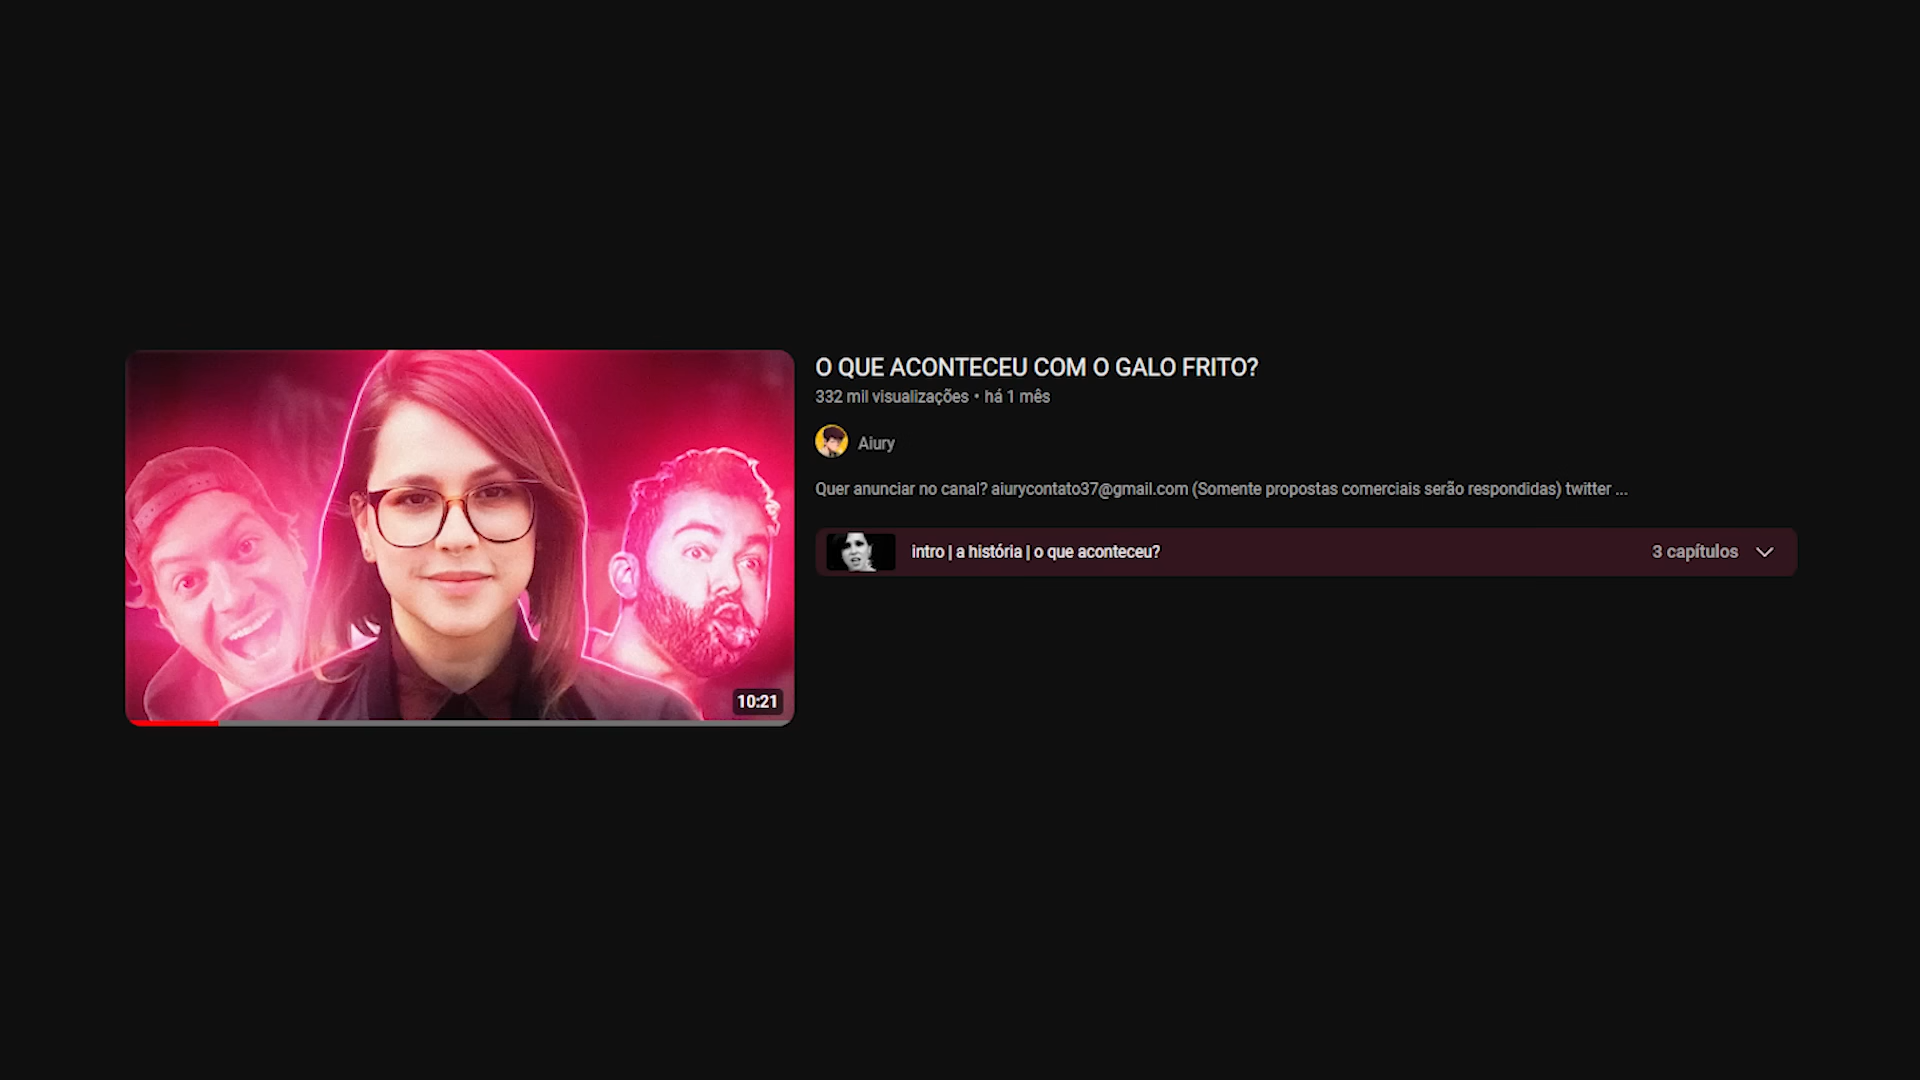 O QUE ACONTECEU COM O GALO FRITO?
332 mil visualizações • há 1 mês
Aiury
Quer anunciar no canal? aiurycontato37@gmail.com (Somente propostas comerciais serão respondidas) twitter ...
intro | a história | o que aconteceu? 3 capítulos
10:21